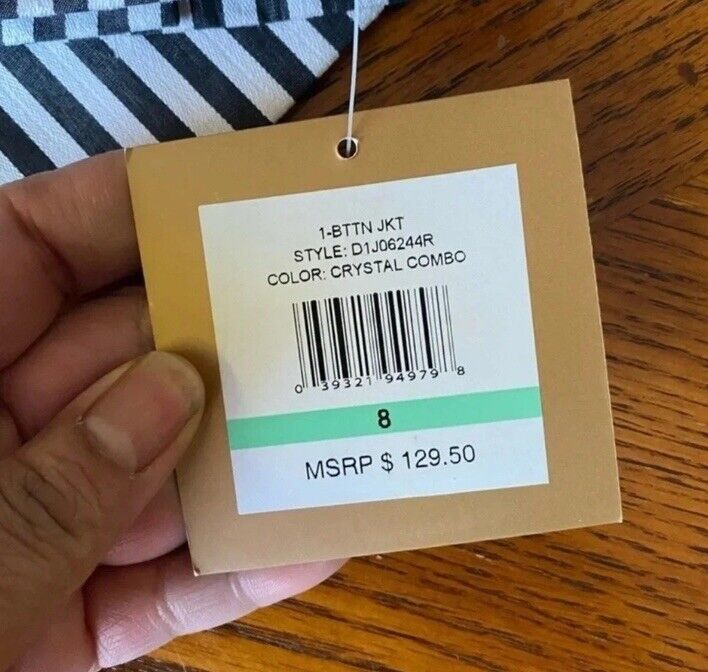 1-BTTN JKT
STYLE: D1J06244R
COLOR: CRYSTAL COMBO
0 39321 94979 8
8
MSRP $ 129.50